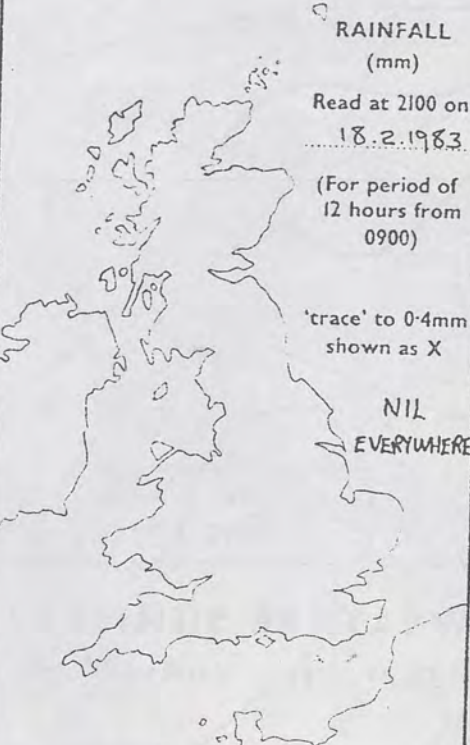 RAINFALL
(mm)
Read at 2100 on
18.2.1983
(For period of
12 hours from
0900)
'trace' to 0·4mm
shown as X
NIL
EVERYWHERE